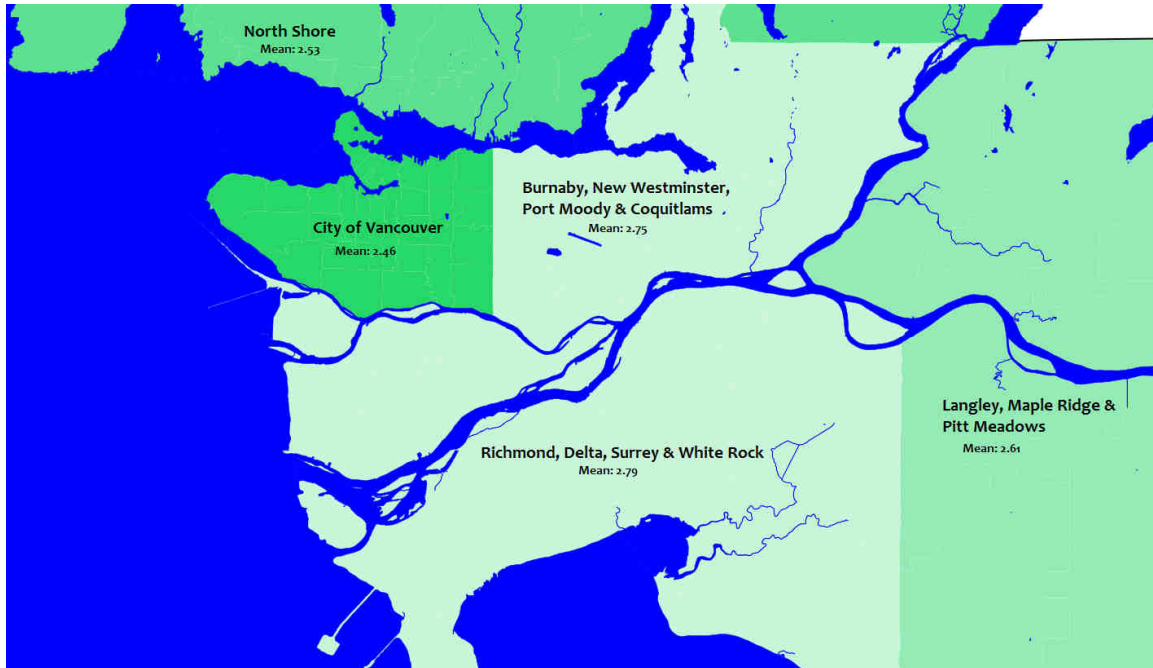 North Shore
Mean: 2.53
Burnaby, New Westminster,
Port Moody & Coquitlams
Mean: 2.75
City of Vancouver
Mean: 2.46
Langley, Maple Ridge &
Pitt Meadows
Mean: 2.61
Richmond, Delta, Surrey & White Rock
Mean: 2.79